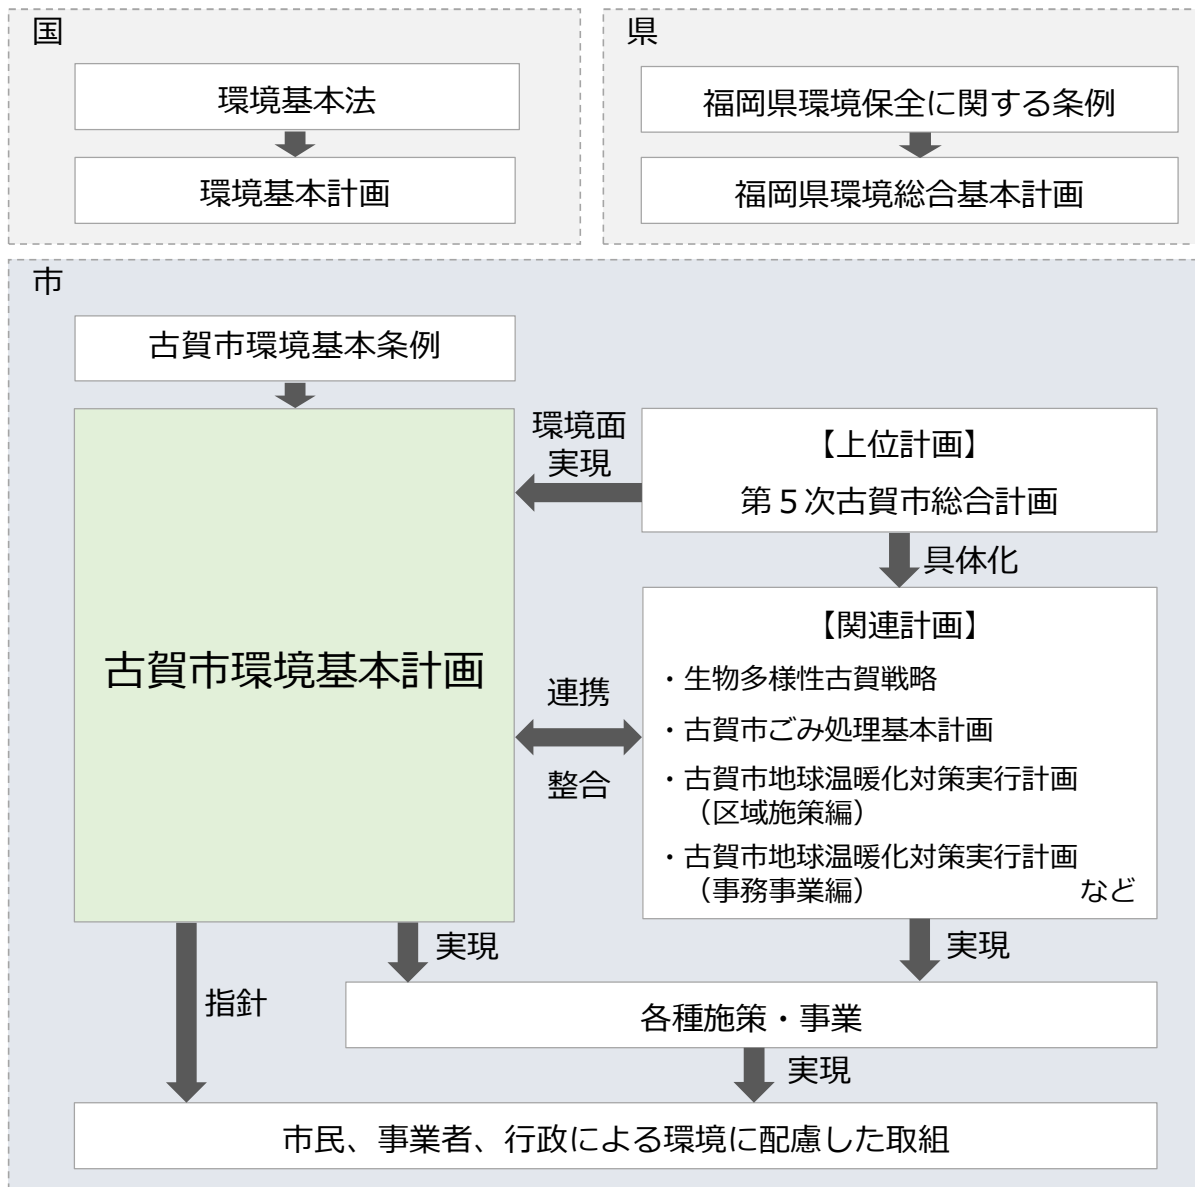 国
環境基本法
環境基本計画
県
福岡県環境保全に関する条例
福岡県環境総合基本計画
市
古賀市環境基本条例
古賀市環境基本計画
環境面
実現
【上位計画】
第５次古賀市総合計画
具体化
連携
整合
【関連計画】
・生物多様性古賀戦略
・古賀市ごみ処理基本計画
・古賀市地球温暖化対策実行計画
（区域施策編）
・古賀市地球温暖化対策実行計画
（事務事業編）　など
指針
実現
実現
各種施策・事業
実現
市民、事業者、行政による環境に配慮した取組